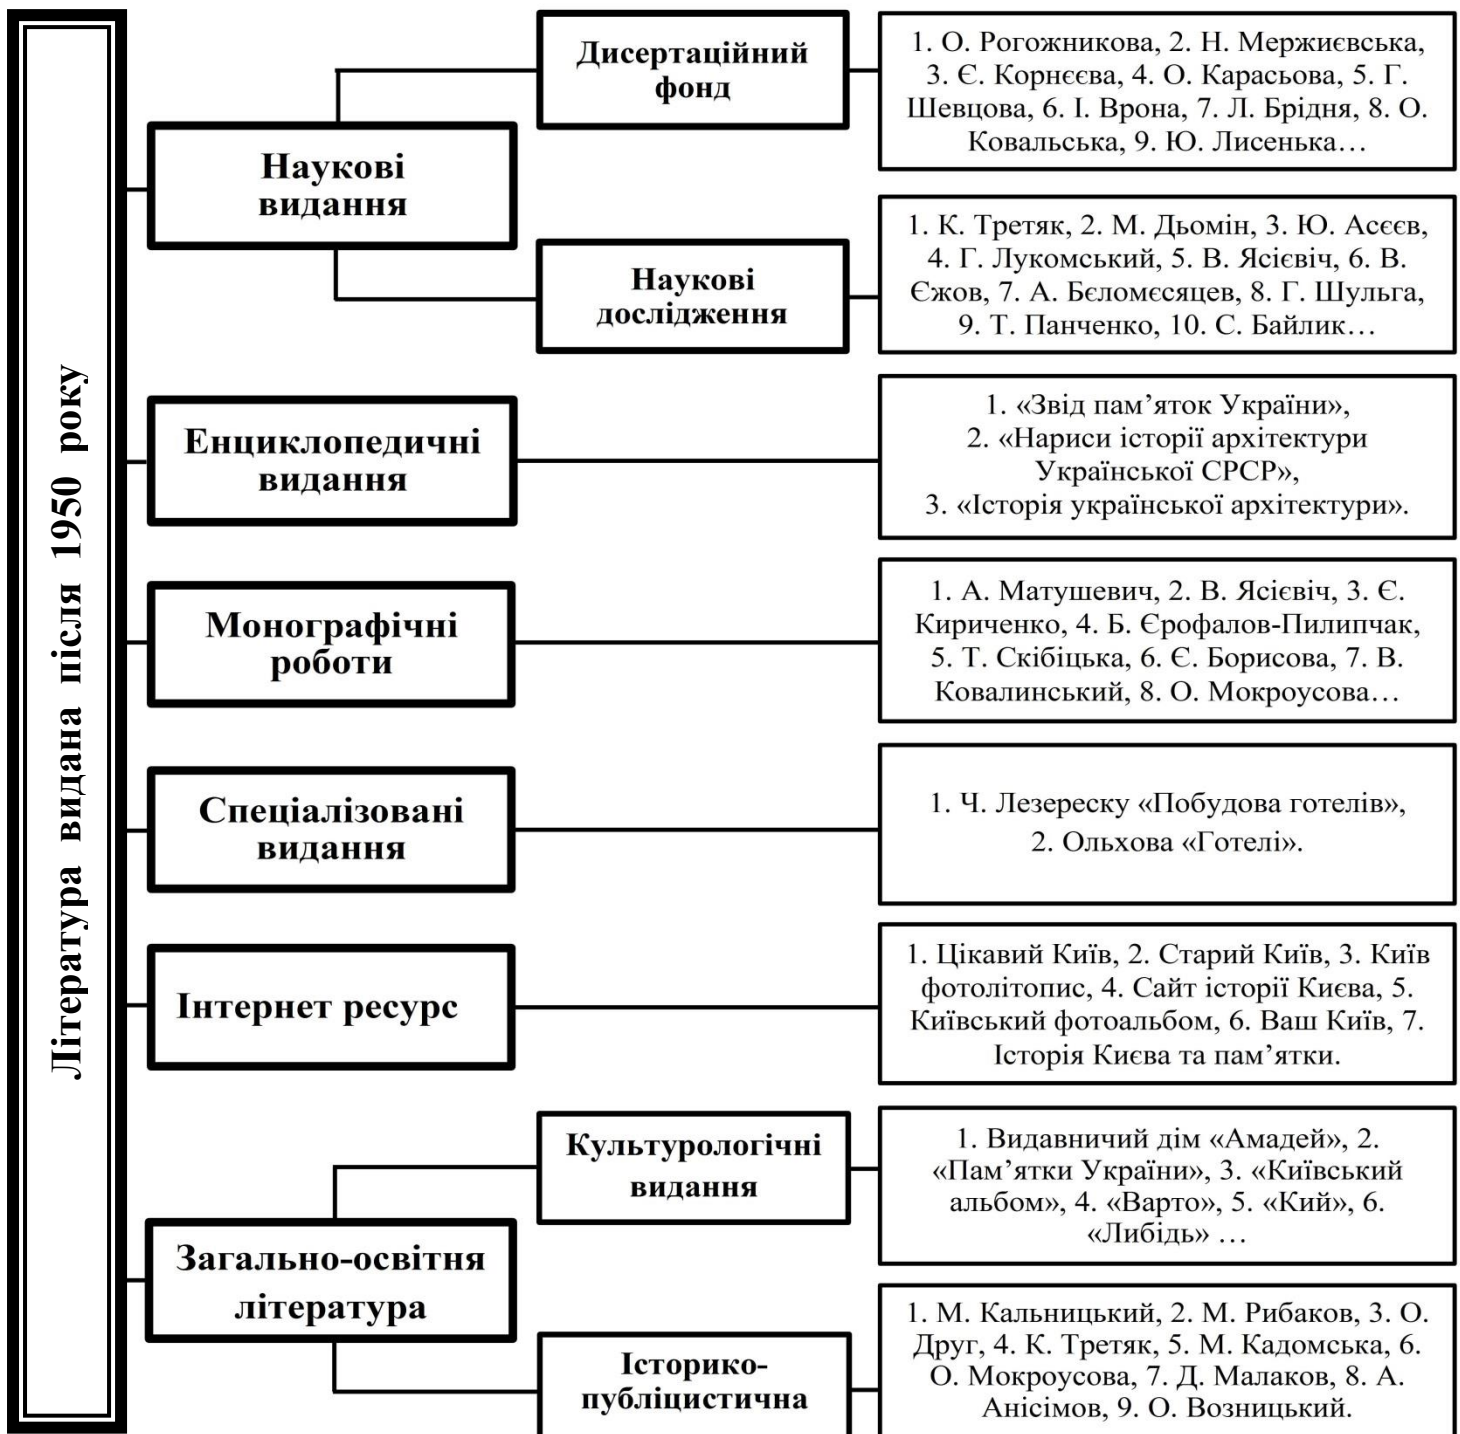 Література видана після 1950 року
Наукові
видання
Дисертаційний
фонд
1. О. Рогожникова, 2. Н. Мержиєвська,
3. Є. Корнєєва, 4. О. Карасьова, 5. Г.
Шевцова, 6. І. Врона, 7. Л. Брідня, 8. О.
Ковальська, 9. Ю. Лисенька…
Наукові
дослідження
1. К. Третяк, 2. М. Дьомін, 3. Ю. Асєєв,
4. Г. Лукомський, 5. В. Ясієвіч, 6. В.
Єжов, 7. А. Бєломєсяцев, 8. Г. Шульга,
9. Т. Панченко, 10. С. Байлик…
Енциклопедичні
видання
1. «Звід пам’яток України»,
2. «Нариси історії архітектури
Української СРСР»,
3. «Історія української архітектури».
Монографічні
роботи
1. А. Матушевич, 2. В. Ясієвіч, 3. Є.
Кириченко, 4. Б. Єрофалов-Пилипчак,
5. Т. Скібіцька, 6. Є. Борисова, 7. В.
Ковалинський, 8. О. Мокроусова…
Спеціалізовані
видання
1. Ч. Лезереску «Побудова готелів»,
2. Ольхова «Готелі».
Інтернет ресурс
1. Цікавий Київ, 2. Старий Київ, 3. Київ
фотолітопис, 4. Сайт історії Києва, 5.
Київський фотоальбом, 6. Ваш Київ, 7.
Історія Києва та пам’ятки.
Загально-освітня
література
Культурологічні
видання
1. Видавничий дім «Амадей», 2.
«Пам’ятки України», 3. «Київський
альбом», 4. «Варто», 5. «Кий», 6.
«Либідь» …
Історико-
публіцистична
1. М. Кальницький, 2. М. Рибаков, 3. О.
Друг, 4. К. Третяк, 5. М. Кадомська, 6.
О. Мокроусова, 7. Д. Малаков, 8. А.
Анісімов, 9. О. Возницький.